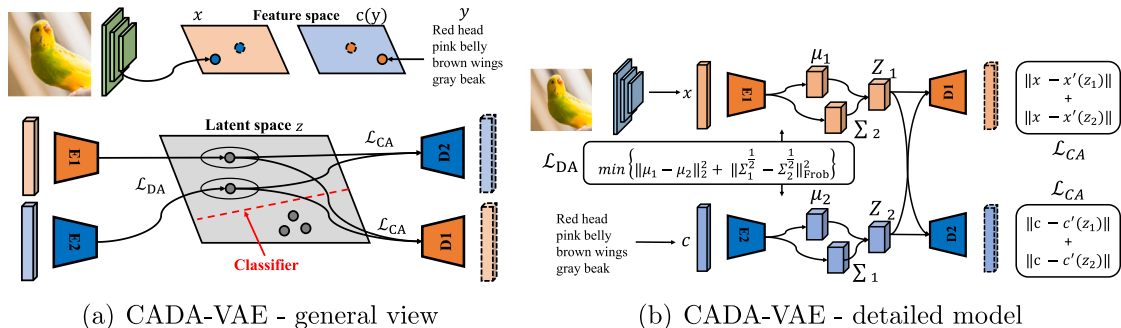 x
Feature space
c(y)
y
Red head
pink belly
brown wings
gray beak
Latent space z
E1
ℒCA
D2
ℒDA
E2
ℒCA
D1
Classifier
(a) CADA-VAE - general view
x
E1
μ1
Z1
Σ2
D1
‖x − x′(z1)‖
+
‖x − x′(z2)‖
ℒCA
ℒDA
min{‖μ1 − μ2‖₂² + ‖Σ1^½ − Σ2^½‖²Frob}
ℒCA
Red head
pink belly
brown wings
gray beak
c
E2
μ2
Z2
Σ1
D2
‖c − c′(z1)‖
+
‖c − c′(z2)‖
(b) CADA-VAE - detailed model